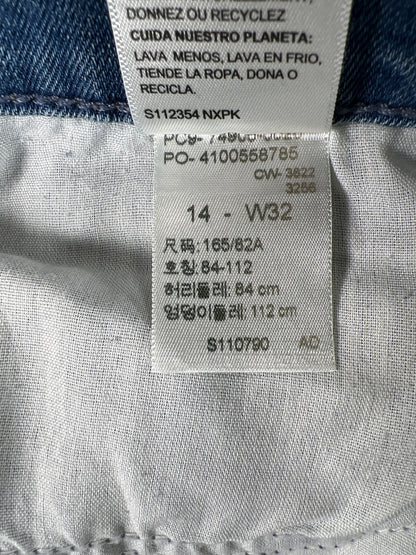 DONNEZ OU RECYCLEZ
CUIDA NUESTRO PLANETA:
LAVA MENOS, LAVA EN FRIO,
TIENDE LA ROPA, DONA O
RECICLA.
S112354 NXPK
PO- 4100558785
CW- 3822
3256
14 - W32
尺码: 165/82A
호칭: 84-112
허리둘레: 84 cm
엉덩이둘레: 112 cm
S110790 AD